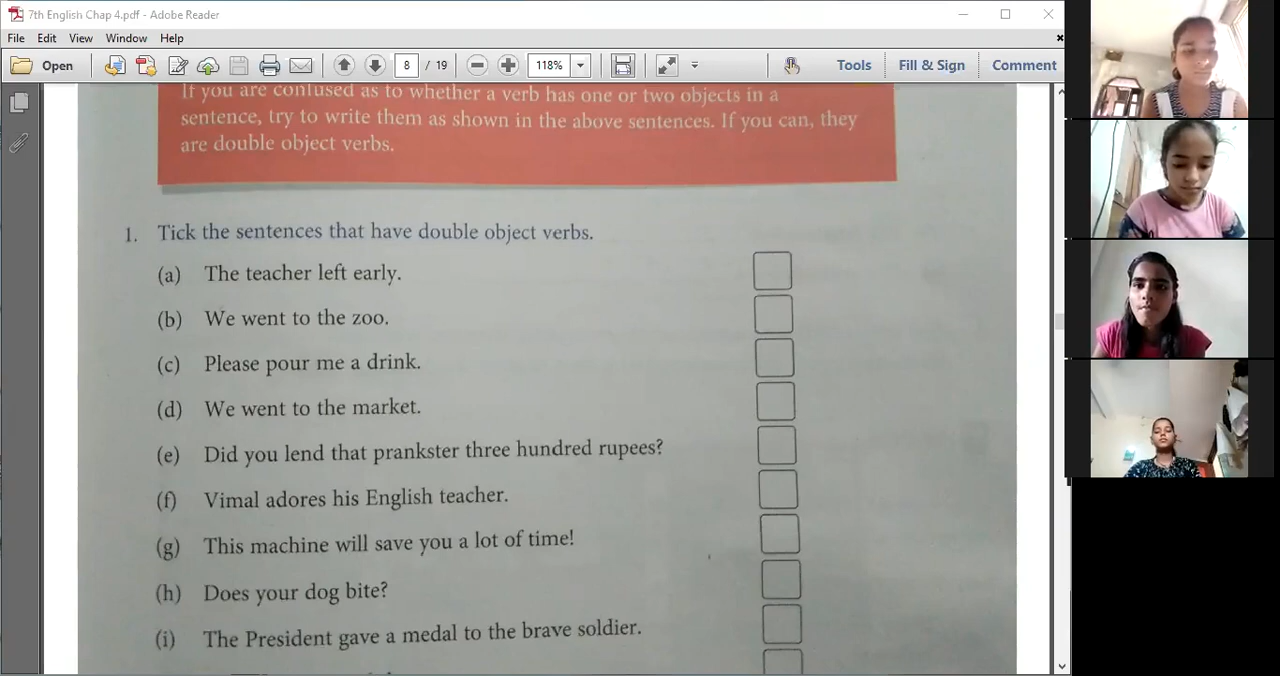 7th English Chap 4.pdf - Adobe Reader
File Edit View Window Help
Open 8 / 19 118% Tools Fill & Sign Comment
If you are confused as to whether a verb has one or two objects in a
sentence, try to write them as shown in the above sentences. If you can, they
are double object verbs.
1. Tick the sentences that have double object verbs.
(a) The teacher left early.
(b) We went to the zoo.
(c) Please pour me a drink.
(d) We went to the market.
(e) Did you lend that prankster three hundred rupees?
(f) Vimal adores his English teacher.
(g) This machine will save you a lot of time!
(h) Does your dog bite?
(i) The President gave a medal to the brave soldier.